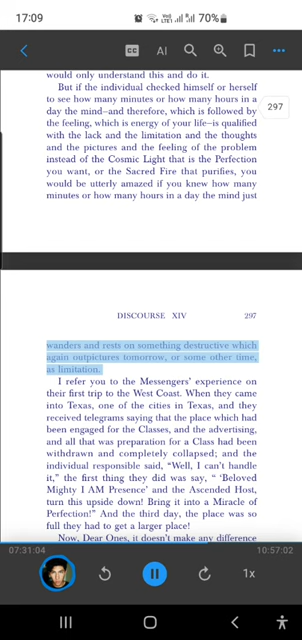 17:09
70%
CC
AI
would only understand this and do it.
But if the individual checked himself or herself
to see how many minutes or how many hours in a
day the mind—and therefore, which is followed by
the feeling, which is energy of your life—is qualified
with the lack and the limitation and the thoughts
and the pictures and the feeling of the problem
instead of the Cosmic Light that is the Perfection
you want, or the Sacred Fire that purifies, you
would be utterly amazed if you knew how many
minutes or how many hours in a day the mind just
297
DISCOURSE XIV 297
wanders and rests on something destructive which
again outpictures tomorrow, or some other time,
as limitation.
I refer you to the Messengers' experience on
their first trip to the West Coast. When they came
into Texas, one of the cities in Texas, and they
received telegrams saying that the place which had
been engaged for the Classes, and the advertising,
and all that was preparation for a Class had been
withdrawn and completely collapsed; and the
individual responsible said, "Well, I can't handle
it," the first thing they did was say, " 'Beloved
Mighty I AM Presence' and the Ascended Host,
turn this upside down! Bring it into a Miracle of
Perfection!" And the third day, the place was so
full they had to get a larger place!
Now, Dear Ones, it doesn't make any difference
07:31:04
10:57:02
1x